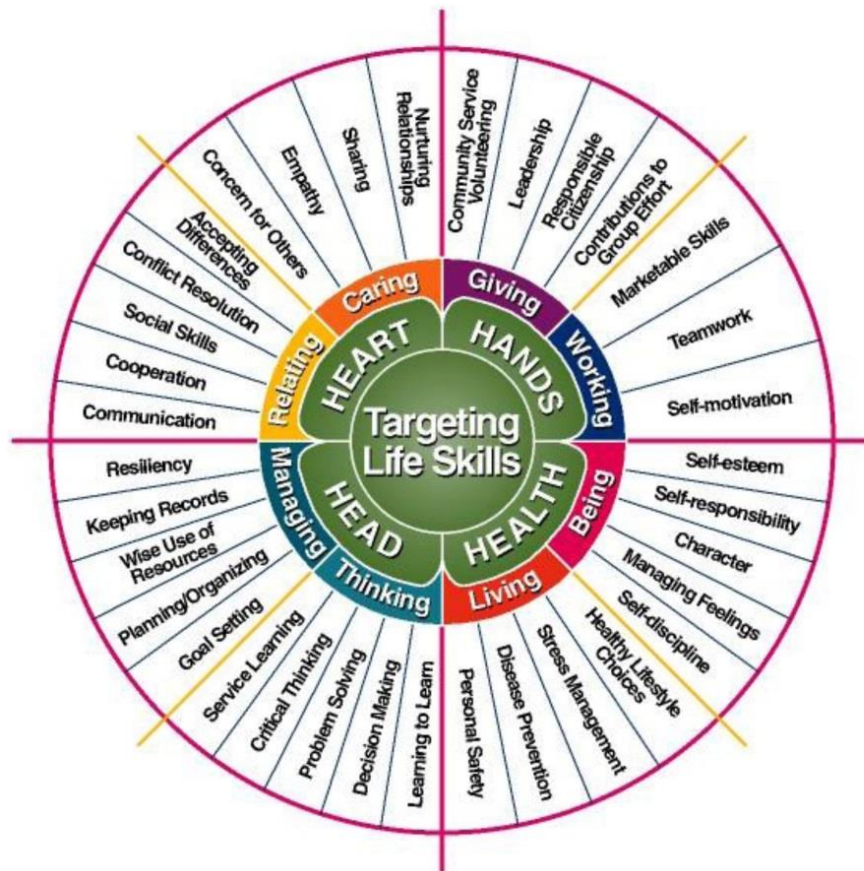 Targeting
Life Skills
HEART
HANDS
HEALTH
HEAD
Caring
Giving
Working
Being
Living
Thinking
Managing
Relating
Community Service
Volunteering
Leadership
Responsible
Citizenship
Contributions to
Group Effort
Marketable Skills
Teamwork
Self-motivation
Self-esteem
Self-responsibility
Character
Managing Feelings
Self-discipline
Healthy Lifestyle
Choices
Stress Management
Disease Prevention
Personal Safety
Learning to Learn
Decision Making
Problem Solving
Critical Thinking
Service Learning
Goal Setting
Planning/Organizing
Wise Use of
Resources
Keeping Records
Resiliency
Communication
Cooperation
Social Skills
Conflict Resolution
Accepting
Differences
Concern for Others
Empathy
Sharing
Nurturing
Relationships